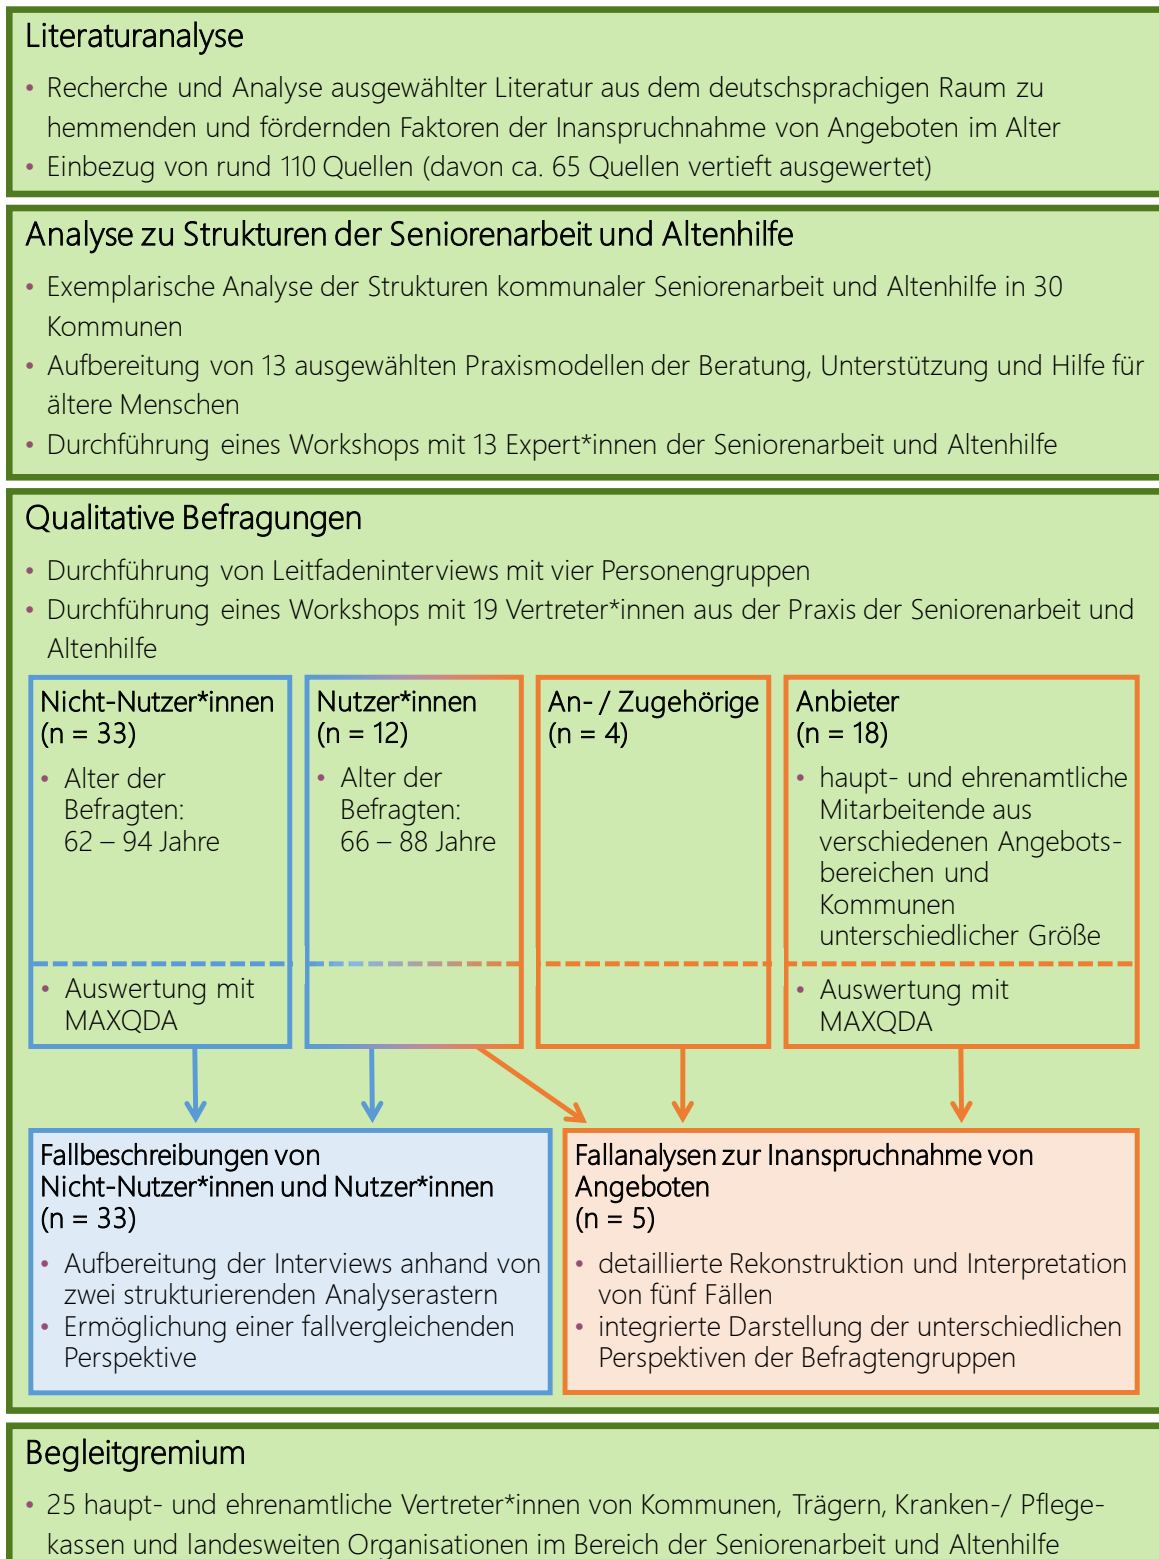 Literaturanalyse
• Recherche und Analyse ausgewählter Literatur aus dem deutschsprachigen Raum zu
hemmenden und fördernden Faktoren der Inanspruchnahme von Angeboten im Alter
• Einbezug von rund 110 Quellen (davon ca. 65 Quellen vertieft ausgewertet)
Analyse zu Strukturen der Seniorenarbeit und Altenhilfe
• Exemplarische Analyse der Strukturen kommunaler Seniorenarbeit und Altenhilfe in 30
Kommunen
• Aufbereitung von 13 ausgewählten Praxismodellen der Beratung, Unterstützung und Hilfe für
ältere Menschen
• Durchführung eines Workshops mit 13 Expert*innen der Seniorenarbeit und Altenhilfe
Qualitative Befragungen
• Durchführung von Leitfadeninterviews mit vier Personengruppen
• Durchführung eines Workshops mit 19 Vertreter*innen aus der Praxis der Seniorenarbeit und
Altenhilfe
Nicht-Nutzer*innen
(n = 33)
• Alter der
Befragten:
62 – 94 Jahre
• Auswertung mit
MAXQDA
Nutzer*innen
(n = 12)
• Alter der
Befragten:
66 – 88 Jahre
An- / Zugehörige
(n = 4)
Anbieter
(n = 18)
• haupt- und ehrenamtliche
Mitarbeitende aus
verschiedenen Angebots-
bereichen und
Kommunen
unterschiedlicher Größe
• Auswertung mit
MAXQDA
Fallbeschreibungen von
Nicht-Nutzer*innen und Nutzer*innen
(n = 33)
• Aufbereitung der Interviews anhand von
zwei strukturierenden Analyserastern
• Ermöglichung einer fallvergleichenden
Perspektive
Fallanalysen zur Inanspruchnahme von
Angeboten
(n = 5)
• detaillierte Rekonstruktion und Interpretation
von fünf Fällen
• integrierte Darstellung der unterschiedlichen
Perspektiven der Befragtengruppen
Begleitgremium
• 25 haupt- und ehrenamtliche Vertreter*innen von Kommunen, Trägern, Kranken-/ Pflege-
kassen und landesweiten Organisationen im Bereich der Seniorenarbeit und Altenhilfe